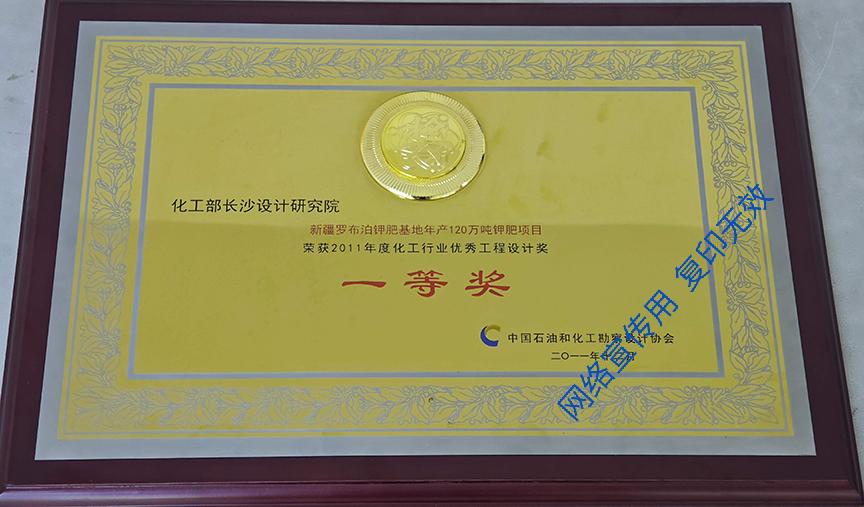 化工部长沙设计研究院
新疆罗布泊钾肥基地年产120万吨钾肥项目
荣获2011年度化工行业优秀工程设计奖
一等奖
中国石油和化工勘察设计协会
二〇一一年十二月
网络宣传用 复印无效